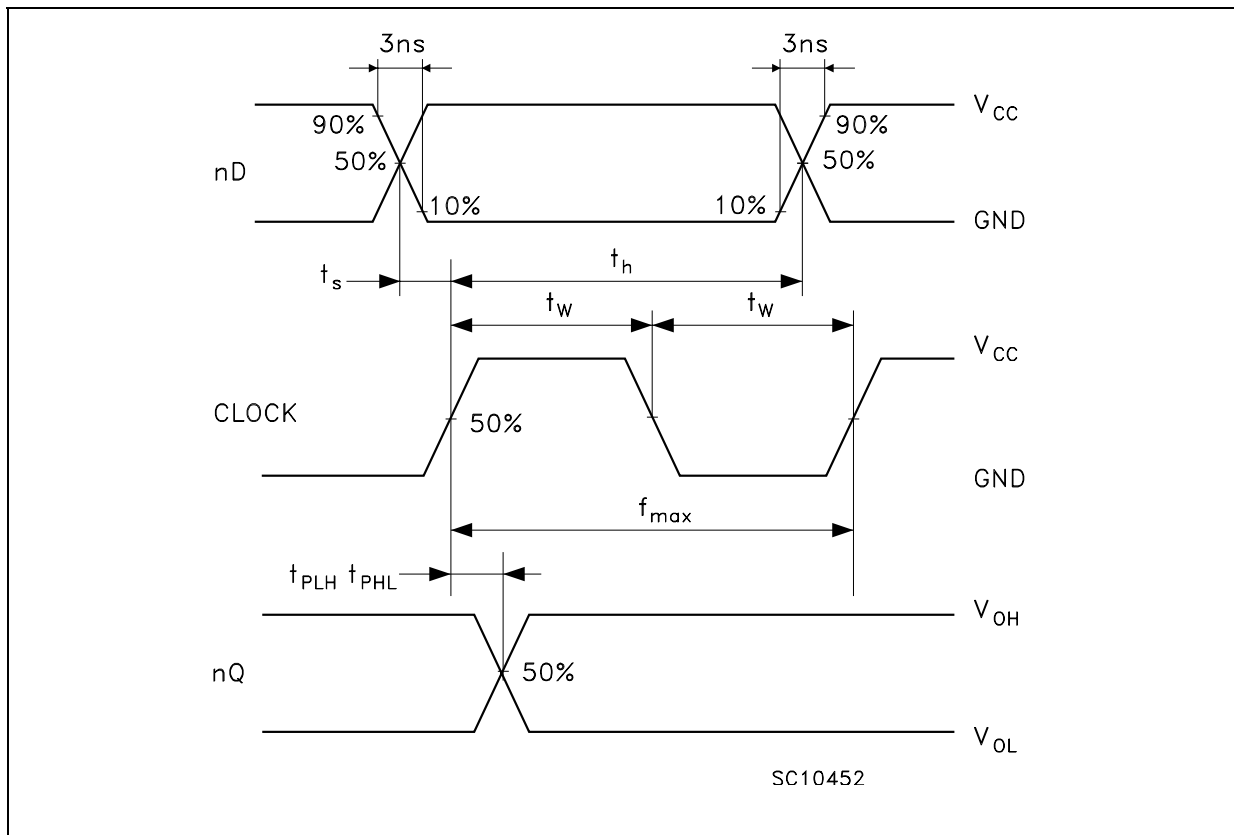 3ns 3ns
V_CC
90% 90%
50% 50%
nD
10% 10%
GND
t_s t_h
t_W t_W
V_CC
CLOCK 50%
GND
f_max
t_PLH t_PHL
V_OH
nQ 50%
V_OL
SC10452